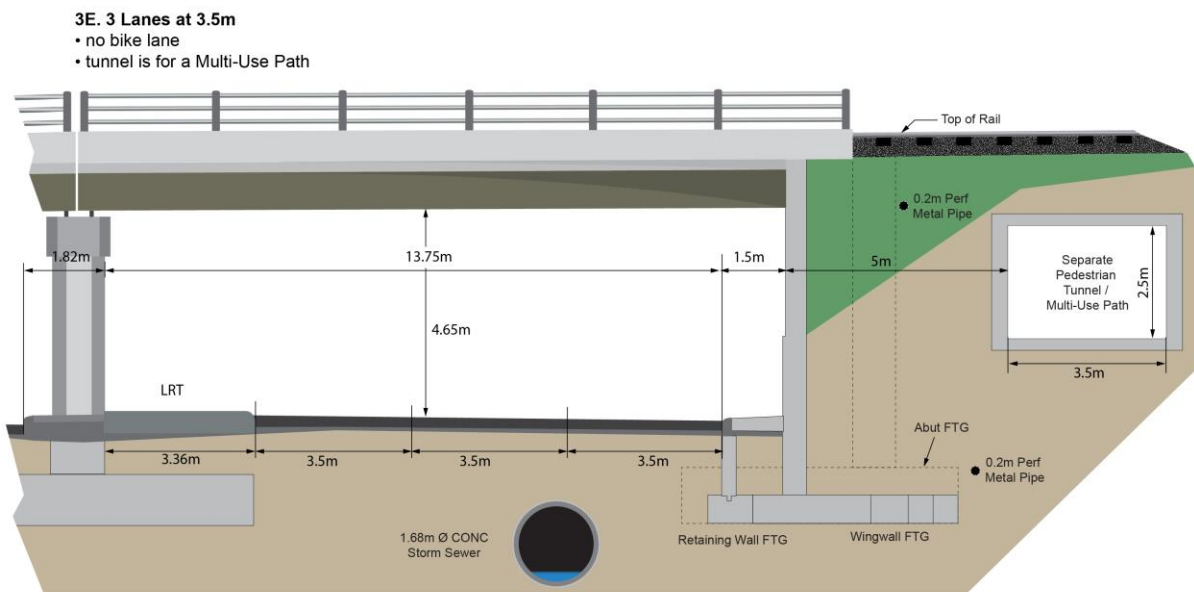 3E. 3 Lanes at 3.5m
• no bike lane
• tunnel is for a Multi-Use Path
Top of Rail
0.2m Perf
Metal Pipe
1.82m
13.75m
1.5m
5m
Separate
Pedestrian
Tunnel /
Multi-Use Path
2.5m
4.65m
3.5m
LRT
Abut FTG
3.36m
3.5m
3.5m
3.5m
0.2m Perf
Metal Pipe
1.68m Ø CONC
Storm Sewer
Retaining Wall FTG
Wingwall FTG